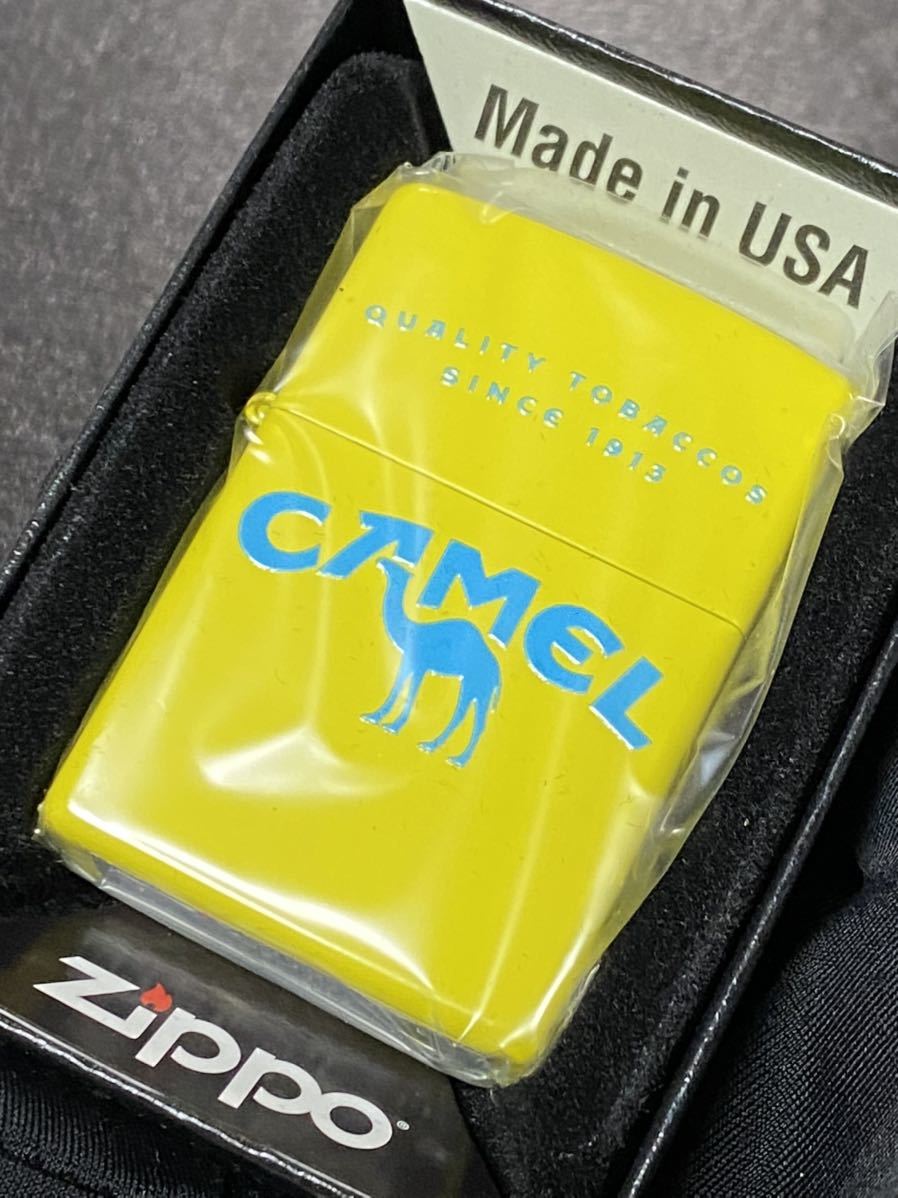 Made in USA
QUALITY TOBACCOS
SINCE 1913
CAMEL
Zippo®